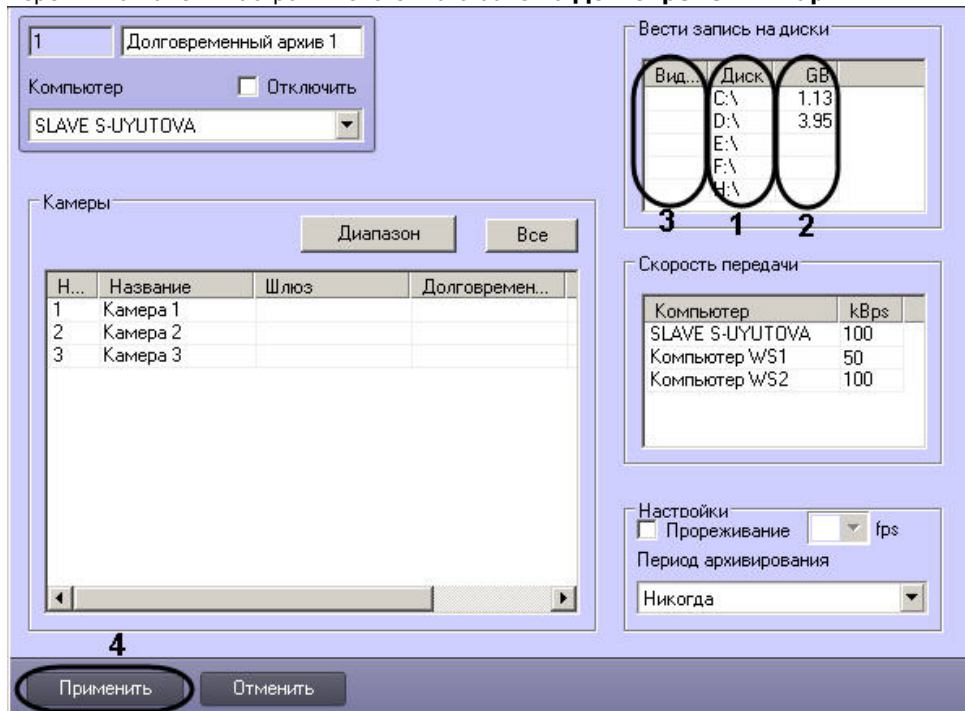 1 Долговременный архив 1
Компьютер Отключить
SLAVE S-UYUTOVA
Камеры
Диапазон Все
Н... Название Шлюз Долговремен...
1 Камера 1
2 Камера 2
3 Камера 3
Вести запись на диски
Вид... Диск GB
C:\ 1.13
D:\ 3.95
E:\
F:\
H:\
3 1 2
Скорость передачи
Компьютер kBps
SLAVE S-UYUTOVA 100
Компьютер WS1 50
Компьютер WS2 100
Настройки
Прореживание fps
Период архивирования
Никогда
4
Применить Отменить